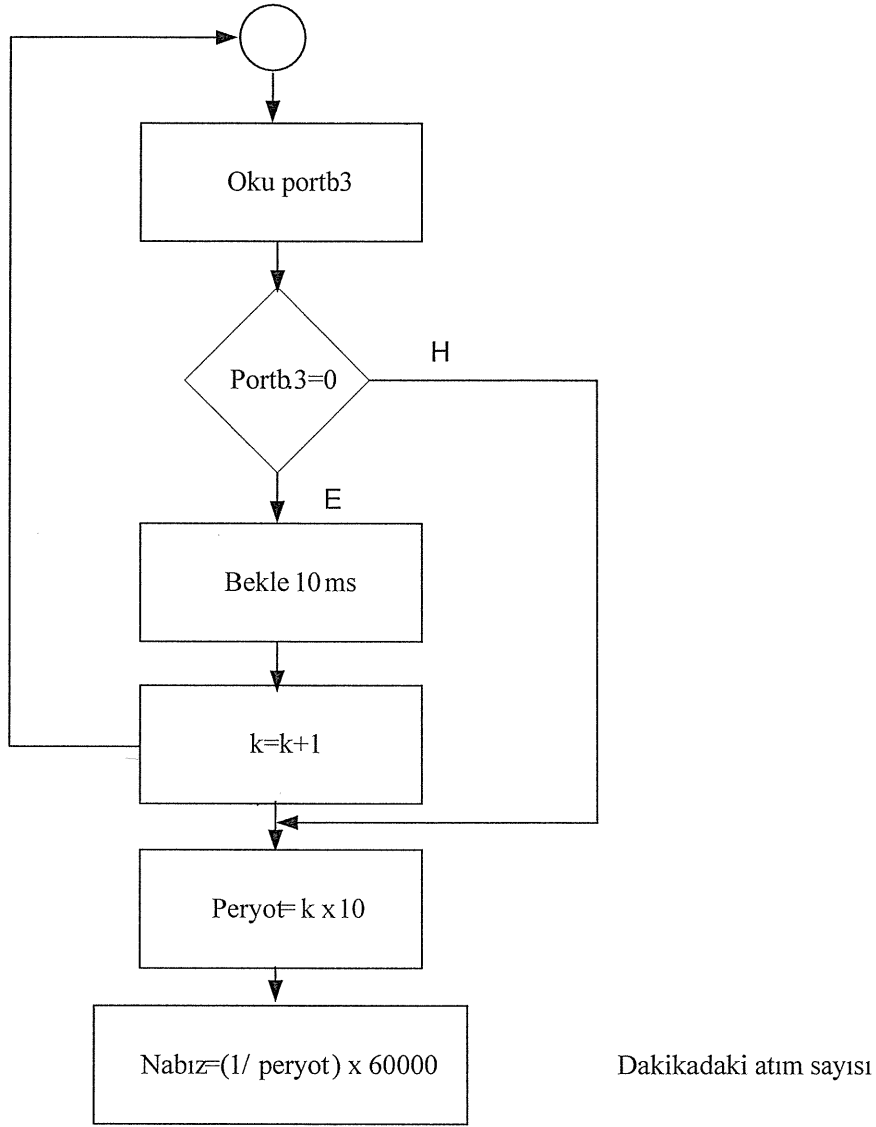 Oku portb3
Portb.3=0
H
E
Bekle 10 ms
k=k+1
Peryot= k x 10
Nabız=(1/ peryot) x 60000
Dakikadaki atım sayısı